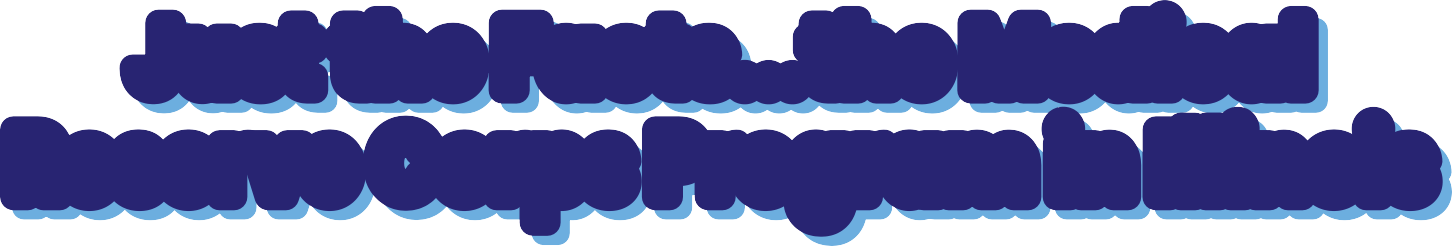 Just the Facts...the Medical
Reserve Corps Program in Illinois